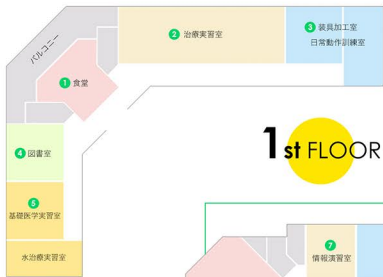 バルコニー
① 食堂
② 治療実習室
③ 装具加工室
日常動作訓練室
④ 図書室
⑤
基礎医学実習室
水治療実習室
1st FLOOR
⑦
情報演習室